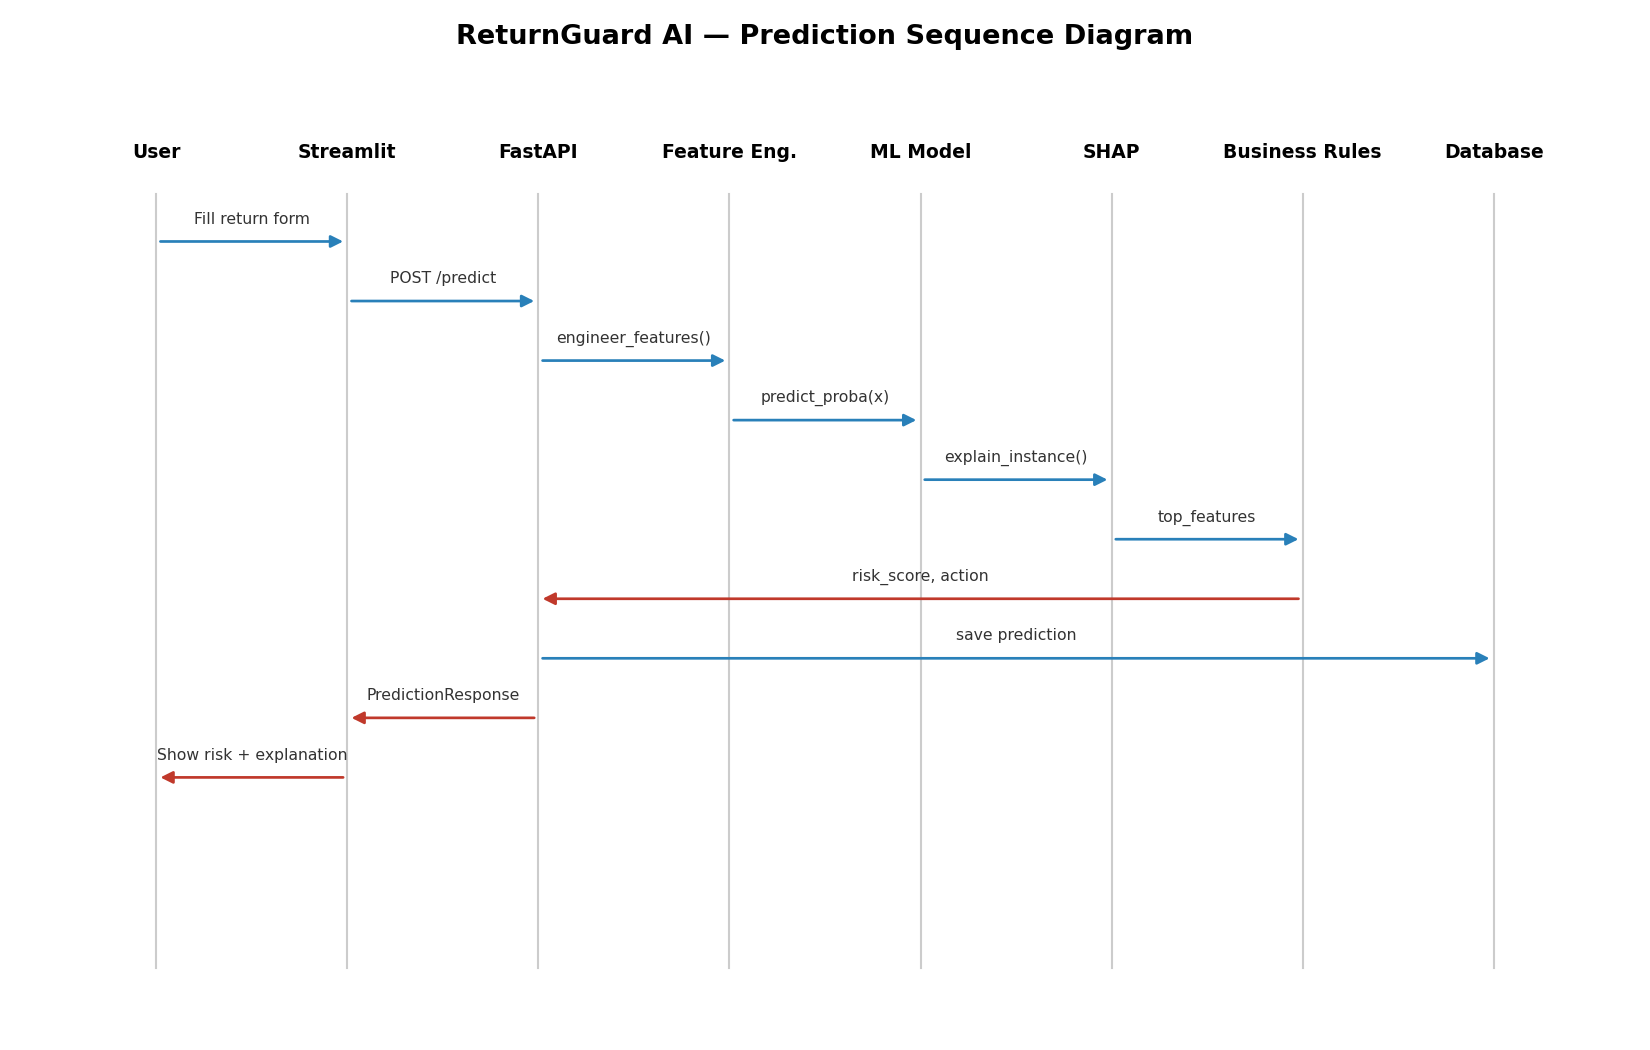 ReturnGuard AI — Prediction Sequence Diagram
User Streamlit FastAPI Feature Eng. ML Model SHAP Business Rules Database
Fill return form
POST /predict
engineer_features()
predict_proba(x)
explain_instance()
top_features
risk_score, action
save prediction
PredictionResponse
Show risk + explanation